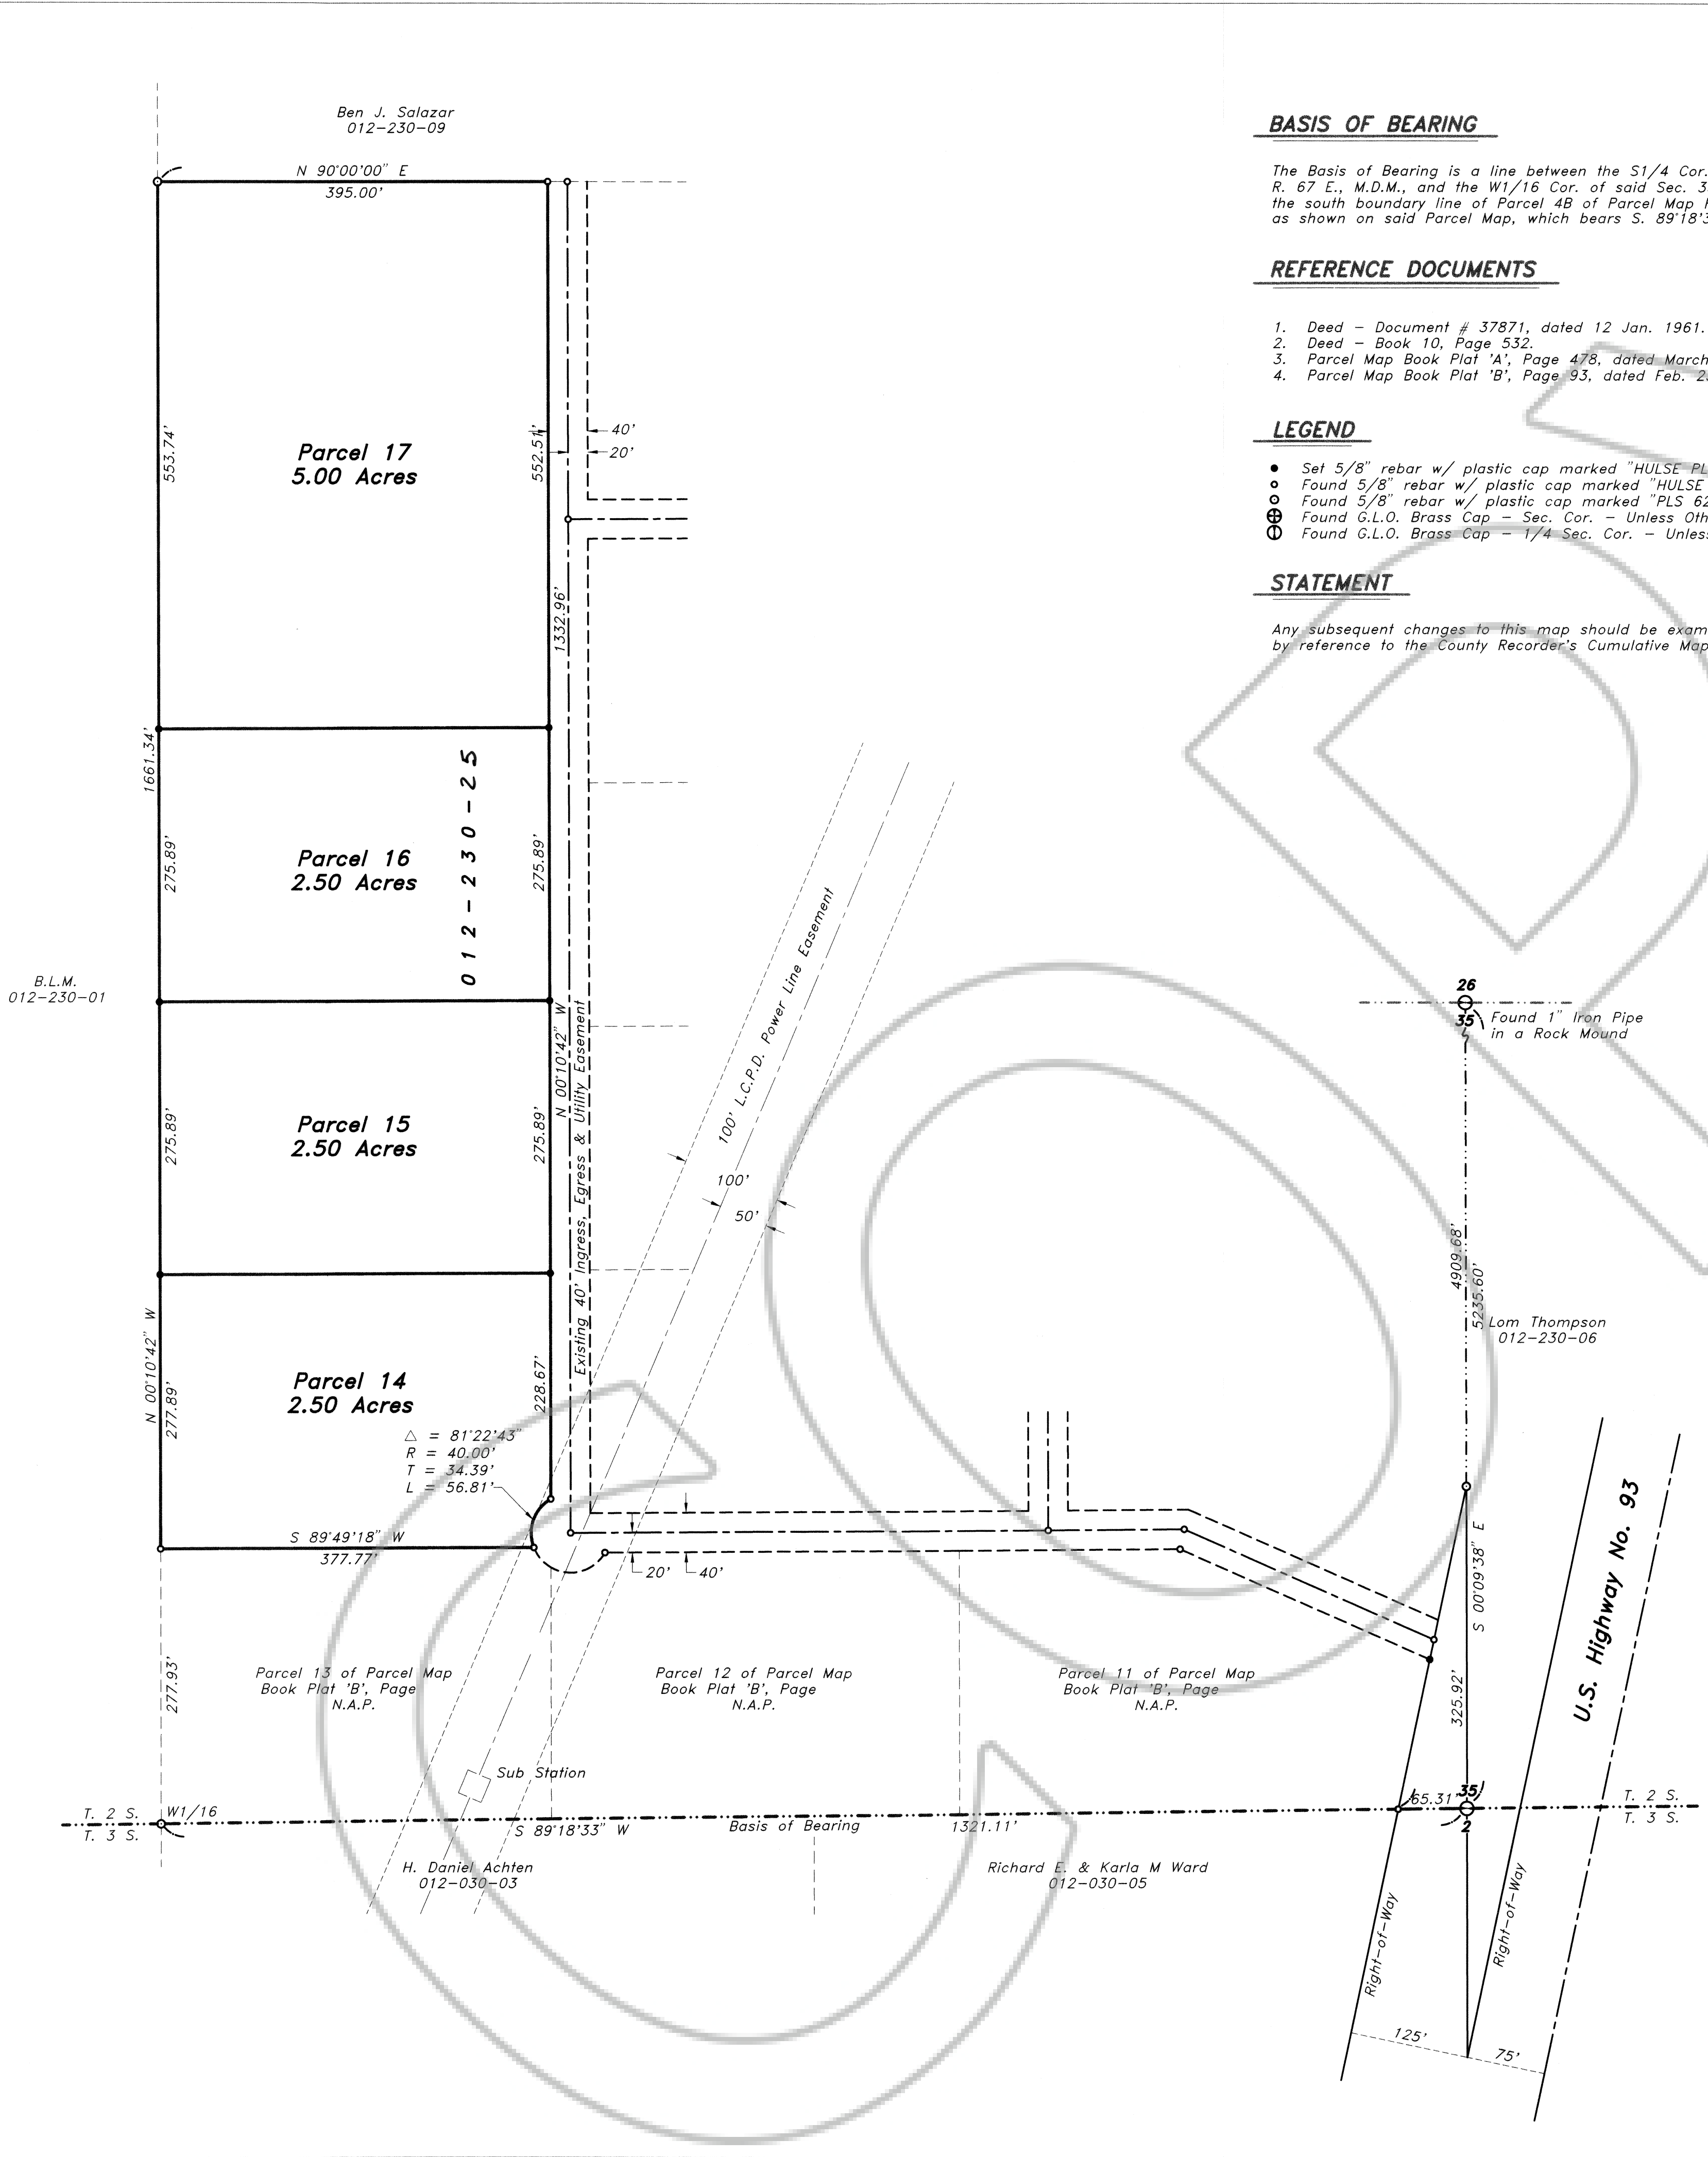 Ben J. Salazar
012-230-09
N 90°00'00" E
395.00'
553.74'
Parcel 17
5.00 Acres
552.51'
40'
20'
1332.96'
1661.34'
275.89'
Parcel 16
2.50 Acres
012-230-25
275.89'
B.L.M.
012-230-01
275.89'
Parcel 15
2.50 Acres
275.89'
N 00°10'42" W
Existing 40' Ingress, Egress & Utility Easement
100' L.C.P.D. Power Line Easement
100'
50'
N 00°10'42" W
277.89'
Parcel 14
2.50 Acres
228.67'
△ = 81°22'43"
R = 40.00'
T = 34.39'
L = 56.81'
S 89°49'18" W
377.77'
20'
40'
277.93'
Parcel 13 of Parcel Map
Book Plat 'B', Page
N.A.P.
Parcel 12 of Parcel Map
Book Plat 'B', Page
N.A.P.
Parcel 11 of Parcel Map
Book Plat 'B', Page
N.A.P.
Sub Station
T. 2 S.
T. 3 S.
W1/16
S 89°18'33" W
Basis of Bearing
1321.11'
H. Daniel Achten
012-030-03
Richard E. & Karla M Ward
012-030-05
BASIS OF BEARING
The Basis of Bearing is a line between the S1/4 Cor.
R. 67 E., M.D.M., and the W1/16 Cor. of said Sec. 3
the south boundary line of Parcel 4B of Parcel Map
as shown on said Parcel Map, which bears S. 89°18'3
REFERENCE DOCUMENTS
1. Deed - Document # 37871, dated 12 Jan. 1961.
2. Deed - Book 10, Page 532.
3. Parcel Map Book Plat 'A', Page 478, dated March
4. Parcel Map Book Plat 'B', Page 93, dated Feb. 2
LEGEND
Set 5/8" rebar w/ plastic cap marked "HULSE PL
Found 5/8" rebar w/ plastic cap marked "HULSE
Found 5/8" rebar w/ plastic cap marked "PLS 62
Found G.L.O. Brass Cap - Sec. Cor. - Unless Oth
Found G.L.O. Brass Cap - 1/4 Sec. Cor. - Unles
STATEMENT
Any subsequent changes to this map should be exam
by reference to the County Recorder's Cumulative Map
26
35
Found 1" Iron Pipe
in a Rock Mound
4909.68'
5235.60'
Lom Thompson
012-230-06
S 00°09'38" E
325.92'
U.S. Highway No. 93
65.31'
35
2
T. 2 S.
T. 3 S.
Right-of-Way
Right-of-Way
125'
75'